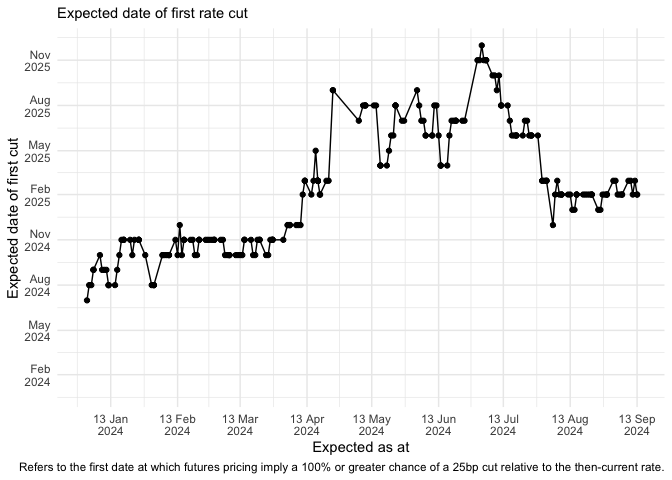 Expected date of first rate cut
Expected date of first cut
Nov
2025
Aug
2025
May
2025
Feb
2025
Nov
2024
Aug
2024
May
2024
Feb
2024
13 Jan
2024
13 Feb
2024
13 Mar
2024
13 Apr
2024
13 May
2024
13 Jun
2024
13 Jul
2024
13 Aug
2024
13 Sep
2024
Expected as at
Refers to the first date at which futures pricing imply a 100% or greater chance of a 25bp cut relative to the then-current rate.